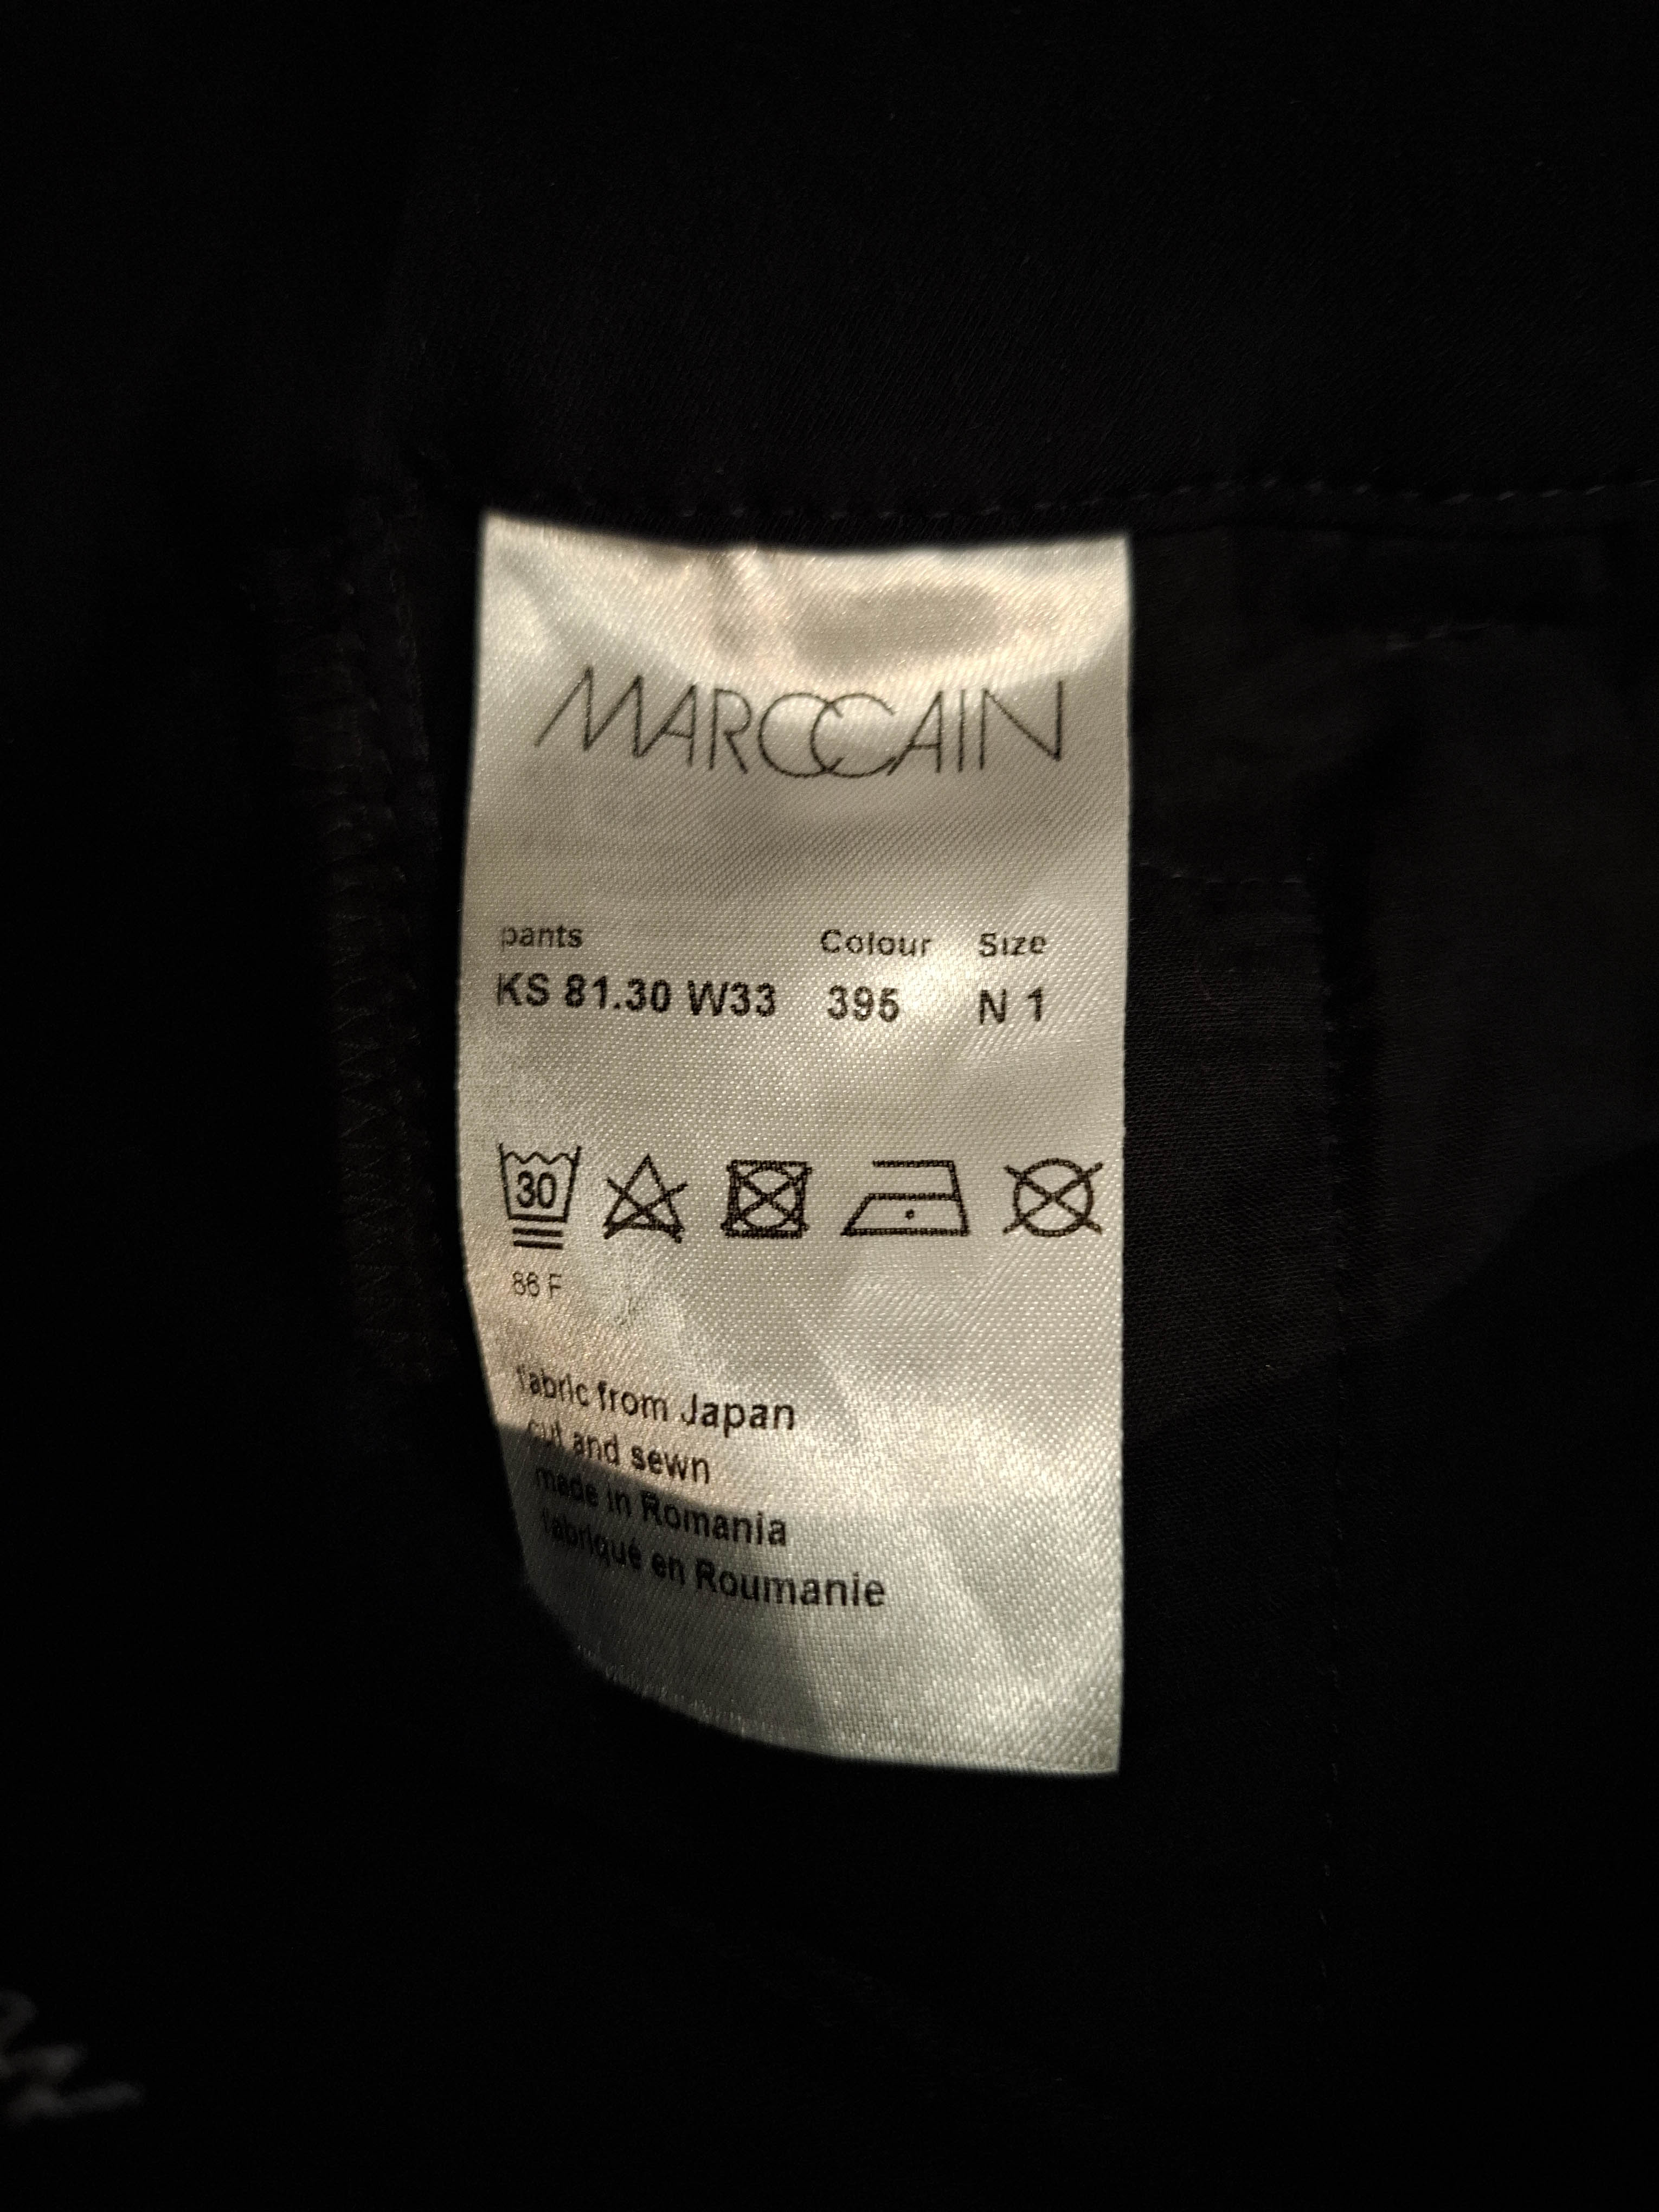 MARCCAIN
pants Colour Size
KS 81.30 W33 395 N 1
30
86 F
fabric from Japan
cut and sewn
made in Romania
fabriqué en Roumanie